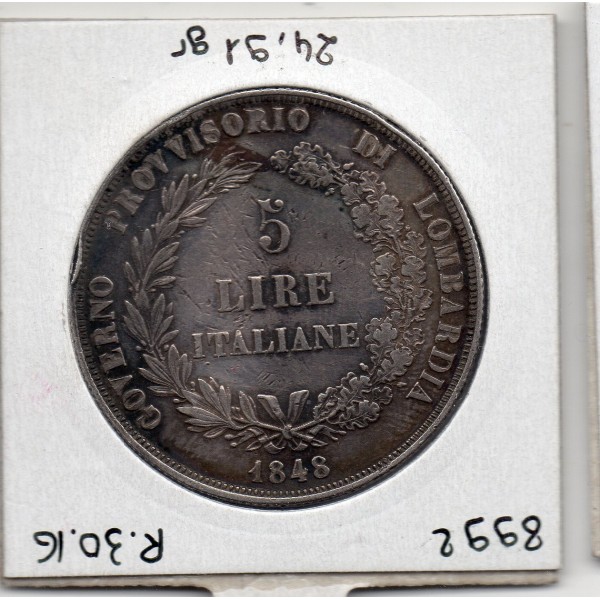 24,91 gr
GOVERNO PROVVISORIO DI LOMBARDIA
5
LIRE
ITALIANE
1848
8992
R.30.16